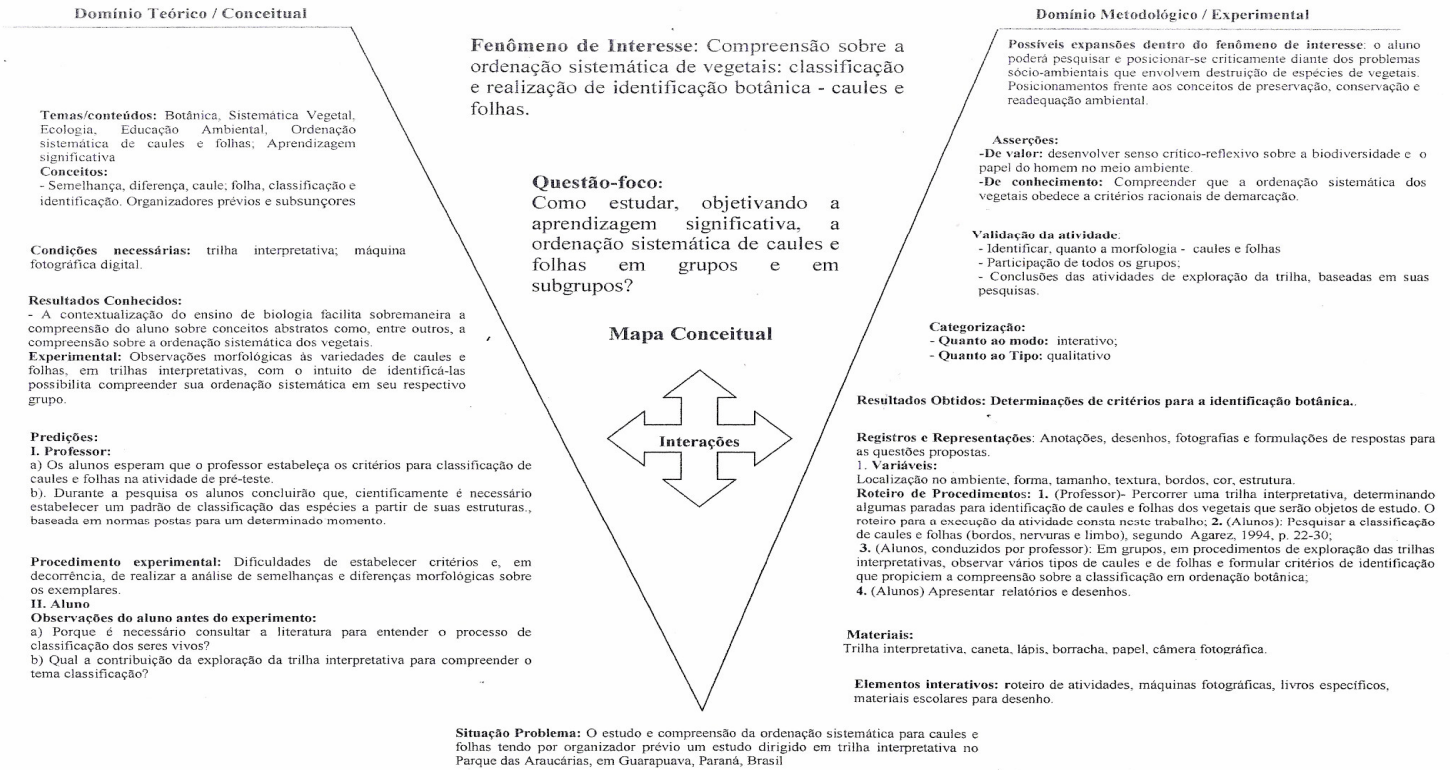 Domínio Teórico / Conceitual
Temas/conteúdos: Botânica, Sistemática Vegetal,
Ecologia, Educação Ambiental, Ordenação
sistemática de caules e folhas; Aprendizagem
significativa
Conceitos:
- Semelhança, diferença, caule; folha, classificação e
identificação. Organizadores prévios e subsunçores
Condições necessárias: trilha interpretativa; máquina
fotográfica digital.
Resultados Conhecidos:
- A contextualização do ensino de biologia facilita sobremaneira a
compreensão do aluno sobre conceitos abstratos como, entre outros, a
compreensão sobre a ordenação sistemática dos vegetais.
Experimental: Observações morfológicas às variedades de caules e
folhas, em trilhas interpretativas, com o intuito de identificá-las
possibilita compreender sua ordenação sistemática em seu respectivo
grupo.
Predições:
I. Professor:
a) Os alunos esperam que o professor estabeleça os critérios para classificação de
caules e folhas na atividade de pré-teste.
b). Durante a pesquisa os alunos concluirão que, cientificamente é necessário
estabelecer um padrão de classificação das espécies a partir de suas estruturas.,
baseada em normas postas para um determinado momento.
Procedimento experimental: Dificuldades de estabelecer critérios e, em
decorrência, de realizar a análise de semelhanças e diferenças morfológicas sobre
os exemplares.
II. Aluno
Observações do aluno antes do experimento:
a) Porque é necessário consultar a literatura para entender o processo de
classificação dos seres vivos?
b) Qual a contribuição da exploração da trilha interpretativa para compreender o
tema classificação?
Fenômeno de Interesse: Compreensão sobre a
ordenação sistemática de vegetais: classificação
e realização de identificação botânica - caules e
folhas.
Questão-foco:
Como estudar, objetivando a
aprendizagem significativa, a
ordenação sistemática de caules e
folhas em grupos e em
subgrupos?
Mapa Conceitual
Interações
Situação Problema: O estudo e compreensão da ordenação sistemática para caules e
folhas tendo por organizador prévio um estudo dirigido em trilha interpretativa no
Parque das Araucárias, em Guarapuava, Paraná, Brasil
Domínio Metodológico / Experimental
Possíveis expansões dentro do fenômeno de interesse: o aluno
poderá pesquisar e posicionar-se criticamente diante dos problemas
sócio-ambientais que envolvem destruição de espécies de vegetais.
Posicionamentos frente aos conceitos de preservação, conservação e
readequação ambiental.
Asserções:
-De valor: desenvolver senso crítico-reflexivo sobre a biodiversidade e o
papel do homem no meio ambiente.
-De conhecimento: Compreender que a ordenação sistemática dos
vegetais obedece a critérios racionais de demarcação.
Validação da atividade:
- Identificar, quanto a morfologia - caules e folhas
- Participação de todos os grupos;
- Conclusões das atividades de exploração da trilha, baseadas em suas
pesquisas.
Categorização:
- Quanto ao modo: interativo;
- Quanto ao Tipo: qualitativo
Resultados Obtidos: Determinações de critérios para a identificação botânica..
Registros e Representações: Anotações, desenhos, fotografias e formulações de respostas para
as questões propostas.
1. Variáveis:
Localização no ambiente, forma, tamanho, textura, bordos, cor, estrutura.
Roteiro de Procedimentos: 1. (Professor)- Percorrer uma trilha interpretativa, determinando
algumas paradas para identificação de caules e folhas dos vegetais que serão objetos de estudo. O
roteiro para a execução da atividade consta neste trabalho; 2. (Alunos): Pesquisar a classificação
de caules e folhas (bordos, nervuras e limbo), segundo Agarez, 1994, p. 22-30;
3. (Alunos, conduzidos por professor): Em grupos, em procedimentos de exploração das trilhas
interpretativas, observar vários tipos de caules e de folhas e formular critérios de identificação
que propiciem a compreensão sobre a classificação em ordenação botânica;
4. (Alunos) Apresentar relatórios e desenhos.
Materiais:
Trilha interpretativa, caneta, lápis, borracha, papel, câmera fotográfica.
Elementos interativos: roteiro de atividades, máquinas fotográficas, livros específicos,
materiais escolares para desenho.